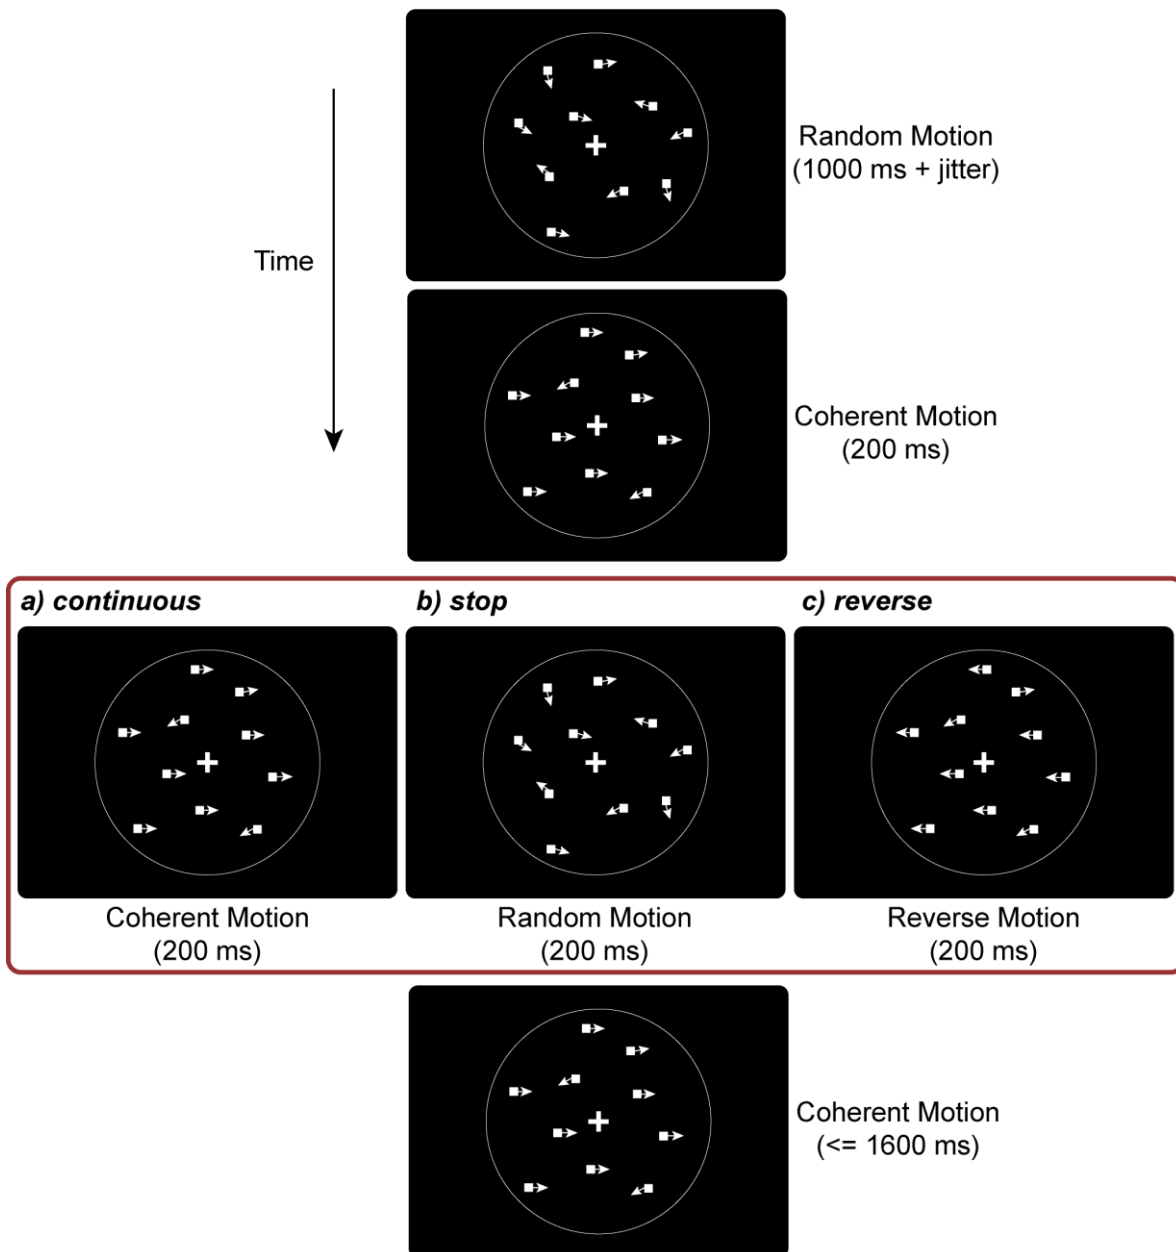 Random Motion
(1000 ms + jitter)
Time
Coherent Motion
(200 ms)
a) continuous
b) stop
c) reverse
Coherent Motion
(200 ms)
Random Motion
(200 ms)
Reverse Motion
(200 ms)
Coherent Motion
(<= 1600 ms)